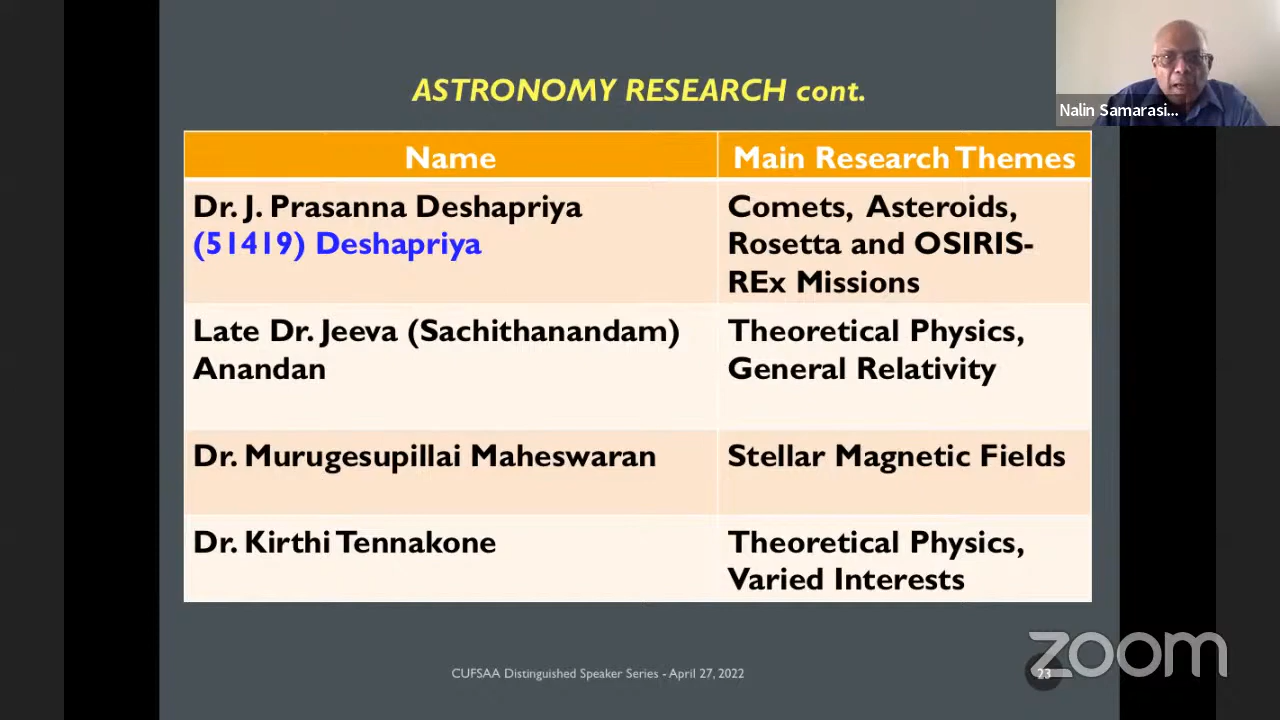 ASTRONOMY RESEARCH cont.
Nalin Samarasi...
Name
Main Research Themes
Dr. J. Prasanna Deshapriya
(51419) Deshapriya
Comets, Asteroids,
Rosetta and OSIRIS-
REx Missions
Late Dr. Jeeva (Sachithanandam)
Anandan
Theoretical Physics,
General Relativity
Dr. Murugesupillai Maheswaran
Stellar Magnetic Fields
Dr. Kirthi Tennakone
Theoretical Physics,
Varied Interests
CUFSAA Distinguished Speaker Series - April 27, 2022
23
zoom